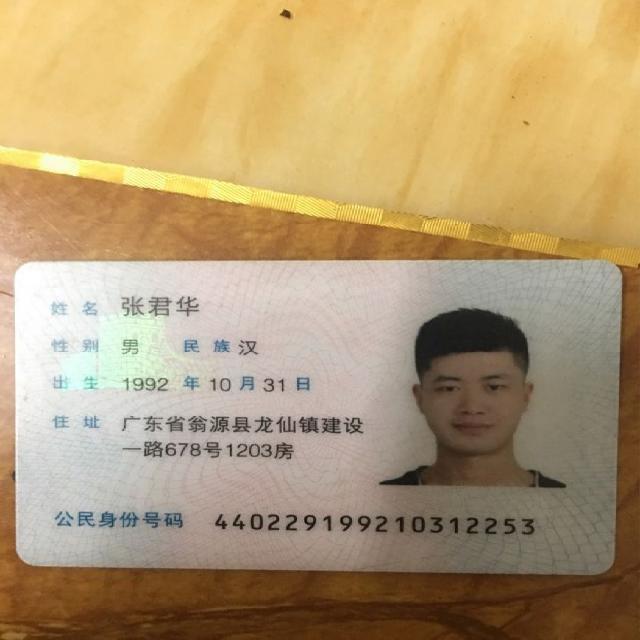 姓名 张君华
性别 男 民族 汉
出生 1992 年 10 月 31 日
住址 广东省翁源县龙仙镇建设
一路678号1203房
公民身份号码 440229199210312253